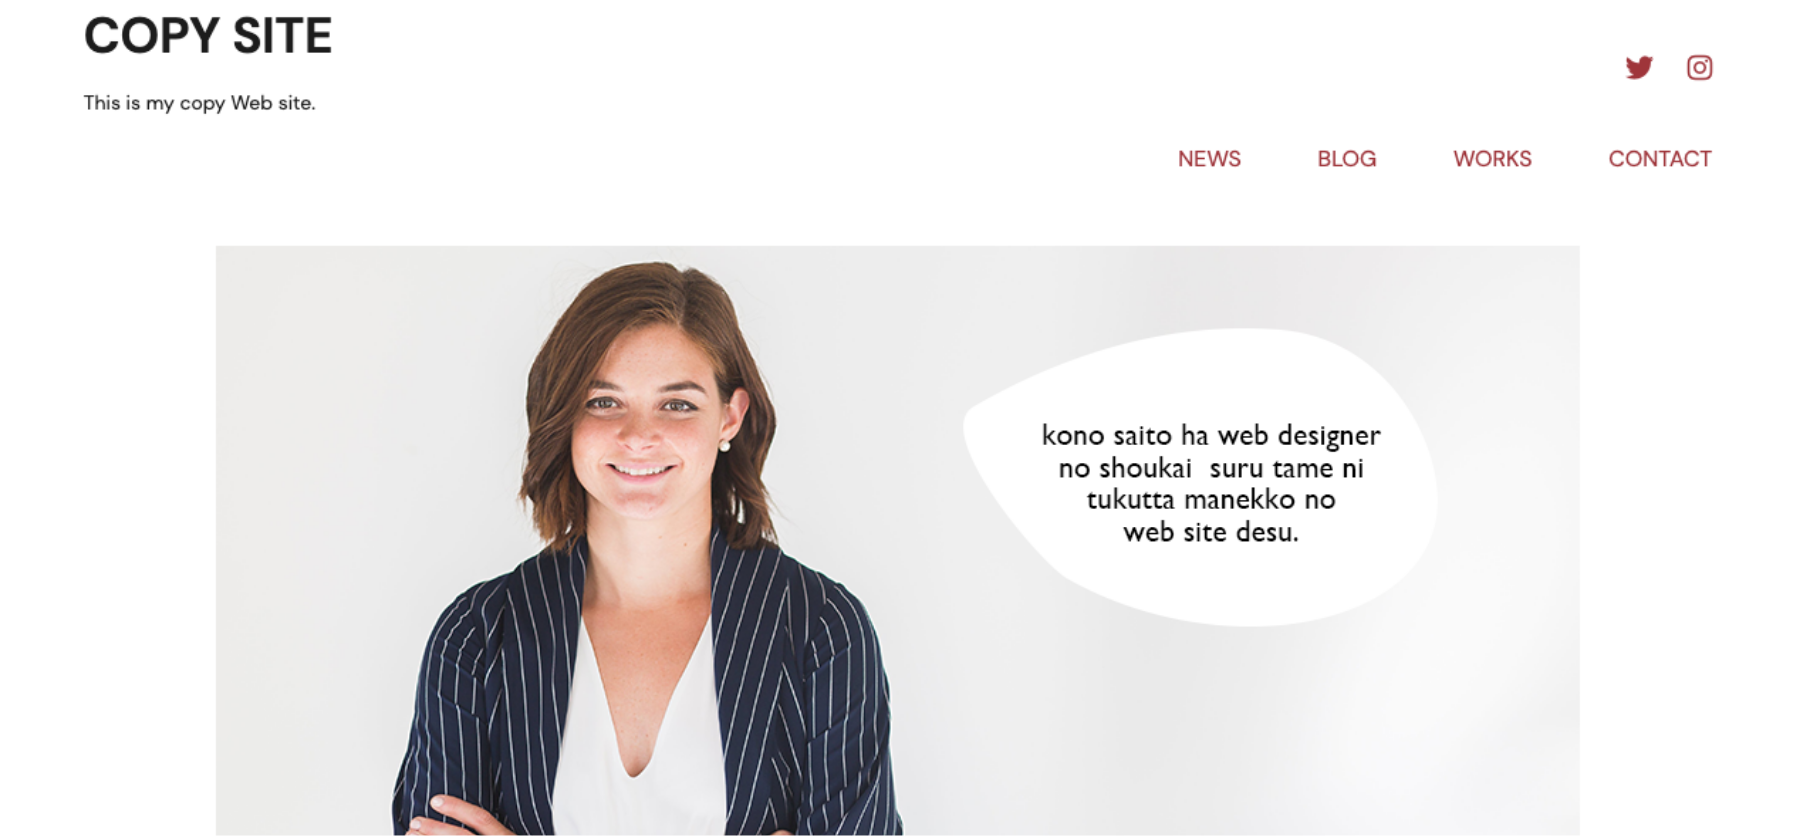 COPY SITE
This is my copy Web site.
NEWS BLOG WORKS CONTACT
kono saito ha web designer
no shoukai  suru tame ni
tukutta manekko no
web site desu.